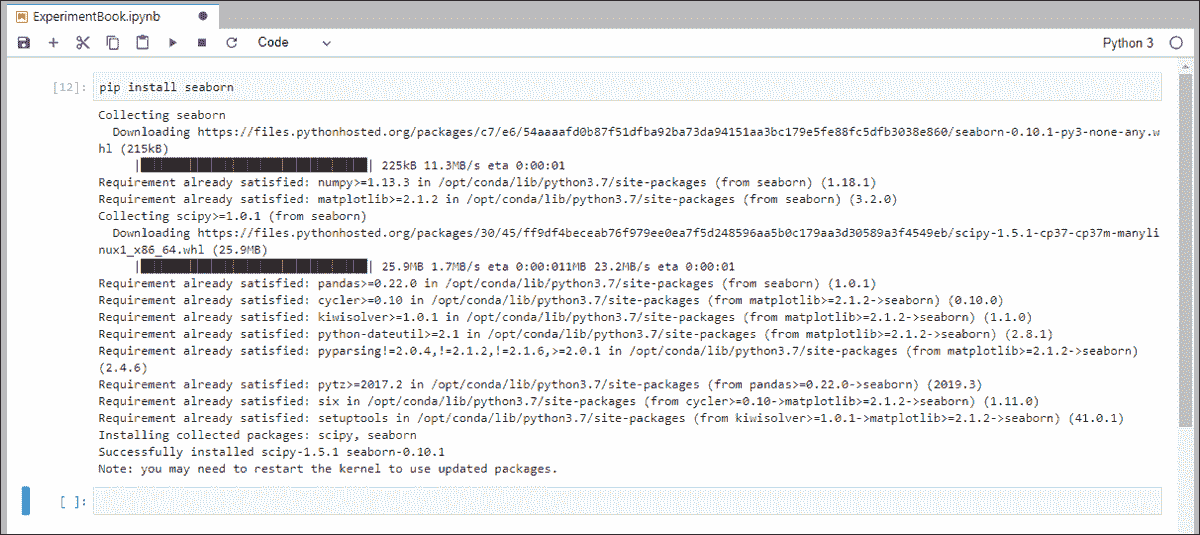 ExperimentBook.ipynb
Code
Python 3
[12]: pip install seaborn
Collecting seaborn
Downloading https://files.pythonhosted.org/packages/c7/e6/54aaaafd0b87f51dfba92ba73da94151aa3bc179e5fe88fc5dfb3038e860/seaborn-0.10.1-py3-none-any.w
hl (215kB)
|████████████████████████████████| 225kB 11.3MB/s eta 0:00:01
Requirement already satisfied: numpy>=1.13.3 in /opt/conda/lib/python3.7/site-packages (from seaborn) (1.18.1)
Requirement already satisfied: matplotlib>=2.1.2 in /opt/conda/lib/python3.7/site-packages (from seaborn) (3.2.0)
Collecting scipy>=1.0.1 (from seaborn)
Downloading https://files.pythonhosted.org/packages/30/45/ff9df4beceab76f979ee0ea7f5d248596aa5b0c179aa3d30589a3f4549eb/scipy-1.5.1-cp37-cp37m-manyli
nux1_x86_64.whl (25.9MB)
|████████████████████████████████| 25.9MB 1.7MB/s eta 0:00:011MB 23.2MB/s eta 0:00:01
Requirement already satisfied: pandas>=0.22.0 in /opt/conda/lib/python3.7/site-packages (from seaborn) (1.0.1)
Requirement already satisfied: cycler>=0.10 in /opt/conda/lib/python3.7/site-packages (from matplotlib>=2.1.2->seaborn) (0.10.0)
Requirement already satisfied: kiwisolver>=1.0.1 in /opt/conda/lib/python3.7/site-packages (from matplotlib>=2.1.2->seaborn) (1.1.0)
Requirement already satisfied: python-dateutil>=2.1 in /opt/conda/lib/python3.7/site-packages (from matplotlib>=2.1.2->seaborn) (2.8.1)
Requirement already satisfied: pyparsing!=2.0.4,!=2.1.2,!=2.1.6,>=2.0.1 in /opt/conda/lib/python3.7/site-packages (from matplotlib>=2.1.2->seaborn)
(2.4.6)
Requirement already satisfied: pytz>=2017.2 in /opt/conda/lib/python3.7/site-packages (from pandas>=0.22.0->seaborn) (2019.3)
Requirement already satisfied: six in /opt/conda/lib/python3.7/site-packages (from cycler>=0.10->matplotlib>=2.1.2->seaborn) (1.11.0)
Requirement already satisfied: setuptools in /opt/conda/lib/python3.7/site-packages (from kiwisolver>=1.0.1->matplotlib>=2.1.2->seaborn) (41.0.1)
Installing collected packages: scipy, seaborn
Successfully installed scipy-1.5.1 seaborn-0.10.1
Note: you may need to restart the kernel to use updated packages.
[ ]: